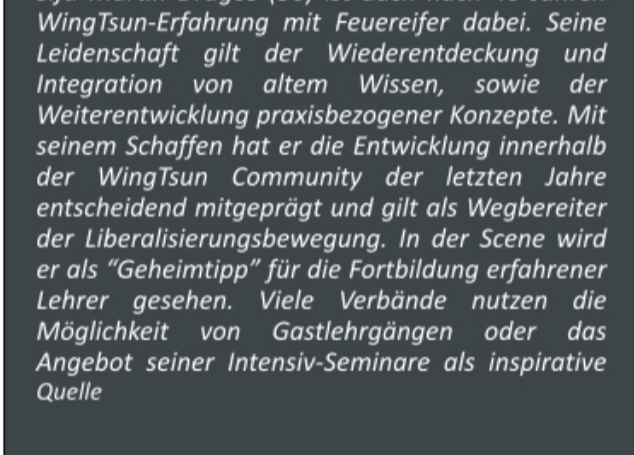 WingTsun-Erfahrung mit Feuereifer dabei. Seine
Leidenschaft gilt der Wiederentdeckung und
Integration von altem Wissen, sowie der
Weiterentwicklung praxisbezogener Konzepte. Mit
seinem Schaffen hat er die Entwicklung innerhalb
der WingTsun Community der letzten Jahre
entscheidend mitgeprägt und gilt als Wegbereiter
der Liberalisierungsbewegung. In der Scene wird
er als “Geheimtipp” für die Fortbildung erfahrener
Lehrer gesehen. Viele Verbände nutzen die
Möglichkeit von Gastlehrgängen oder das
Angebot seiner Intensiv-Seminare als inspirative
Quelle